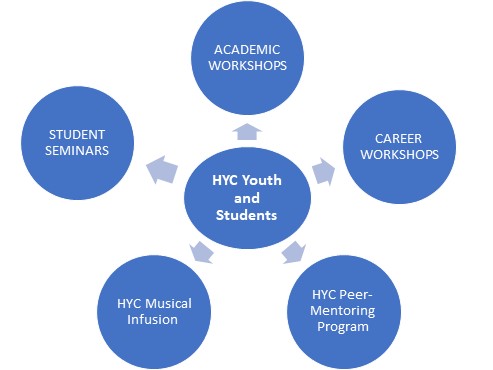 ACADEMIC
WORKSHOPS
STUDENT
SEMINARS
CAREER
WORKSHOPS
HYC Youth
and
Students
HYC Musical
Infusion
HYC Peer-
Mentoring
Program